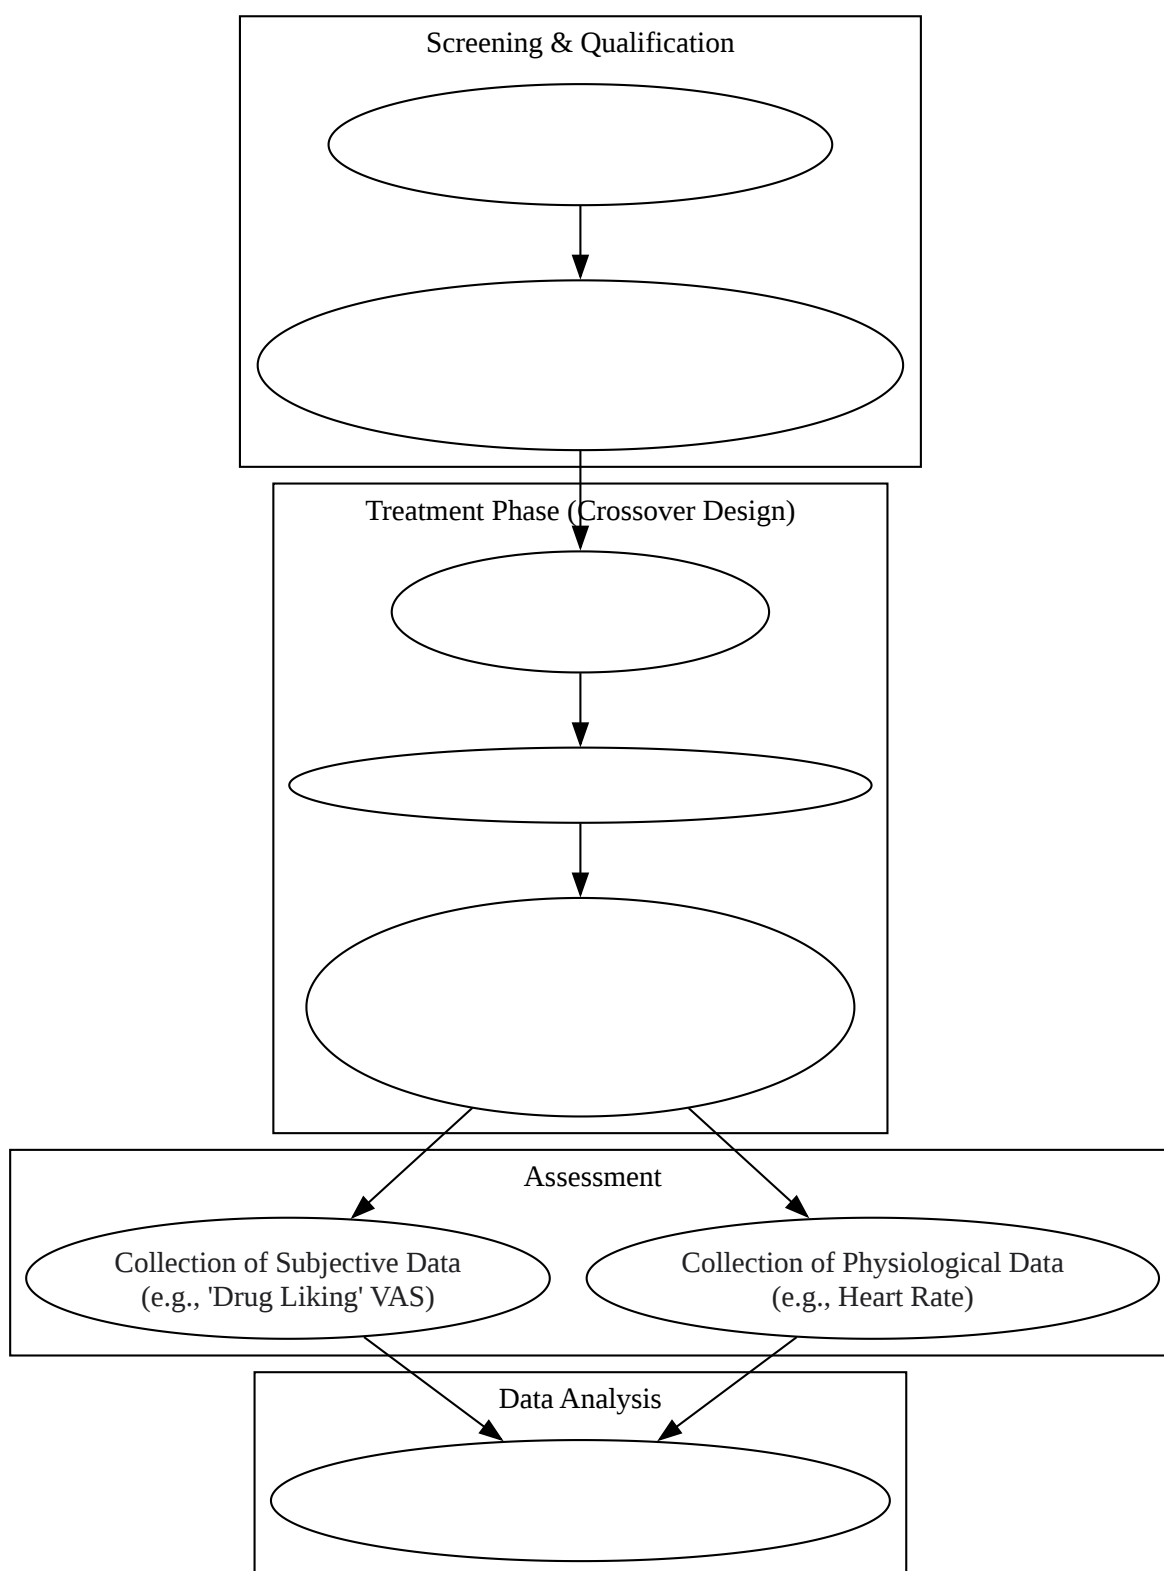 Screening & Qualification
Treatment Phase (Crossover Design)
Assessment
Collection of Subjective Data
(e.g., 'Drug Liking' VAS)
Collection of Physiological Data
(e.g., Heart Rate)
Data Analysis